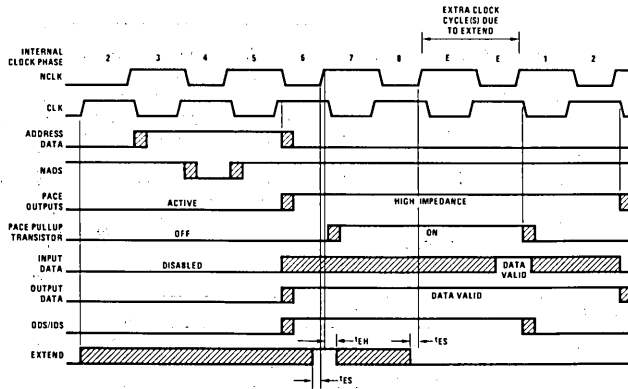 EXTRA CLOCK
CYCLE(S) DUE
TO EXTEND
INTERNAL
CLOCK PHASE
2 3 4 5 6 7 8 E E 1 2
NCLK
CLK
ADDRESS
DATA
NADS
PACE
OUTPUTS
ACTIVE
HIGH IMPEDANCE
PACE PULLUP
TRANSISTOR
OFF
ON
INPUT
DATA
DISABLED
DATA
VALID
OUTPUT
DATA
DATA VALID
ODS/IDS
tEH
tES
EXTEND
tES